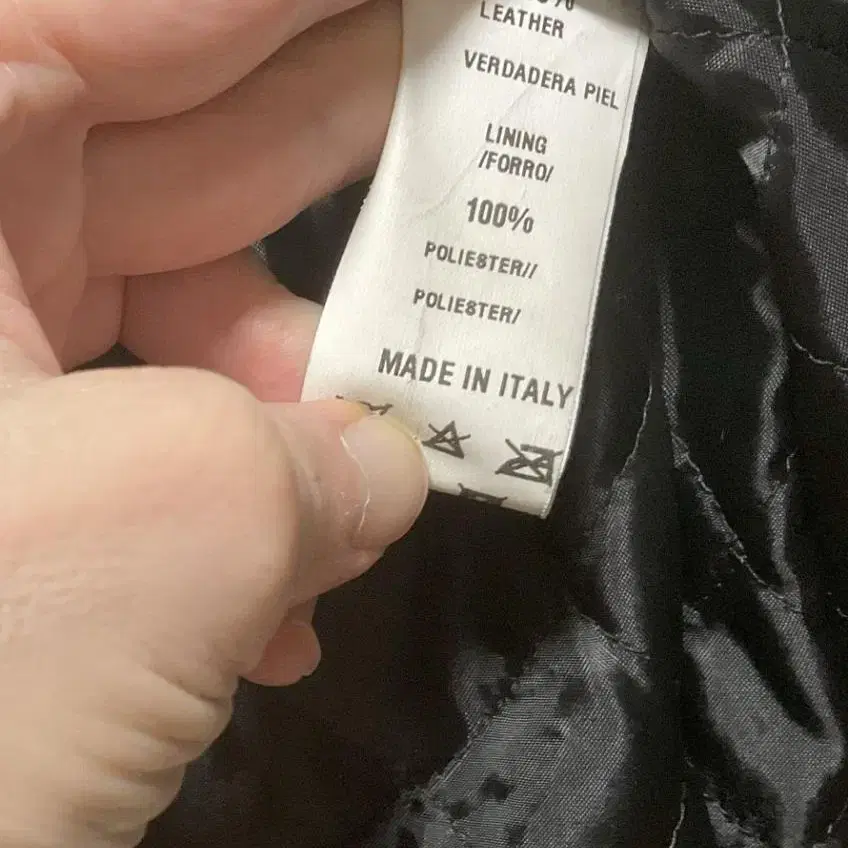 LEATHER
VERDADERA PIEL
LINING
/FORRO/
100%
POLIESTER//
POLIESTER/
MADE IN ITALY